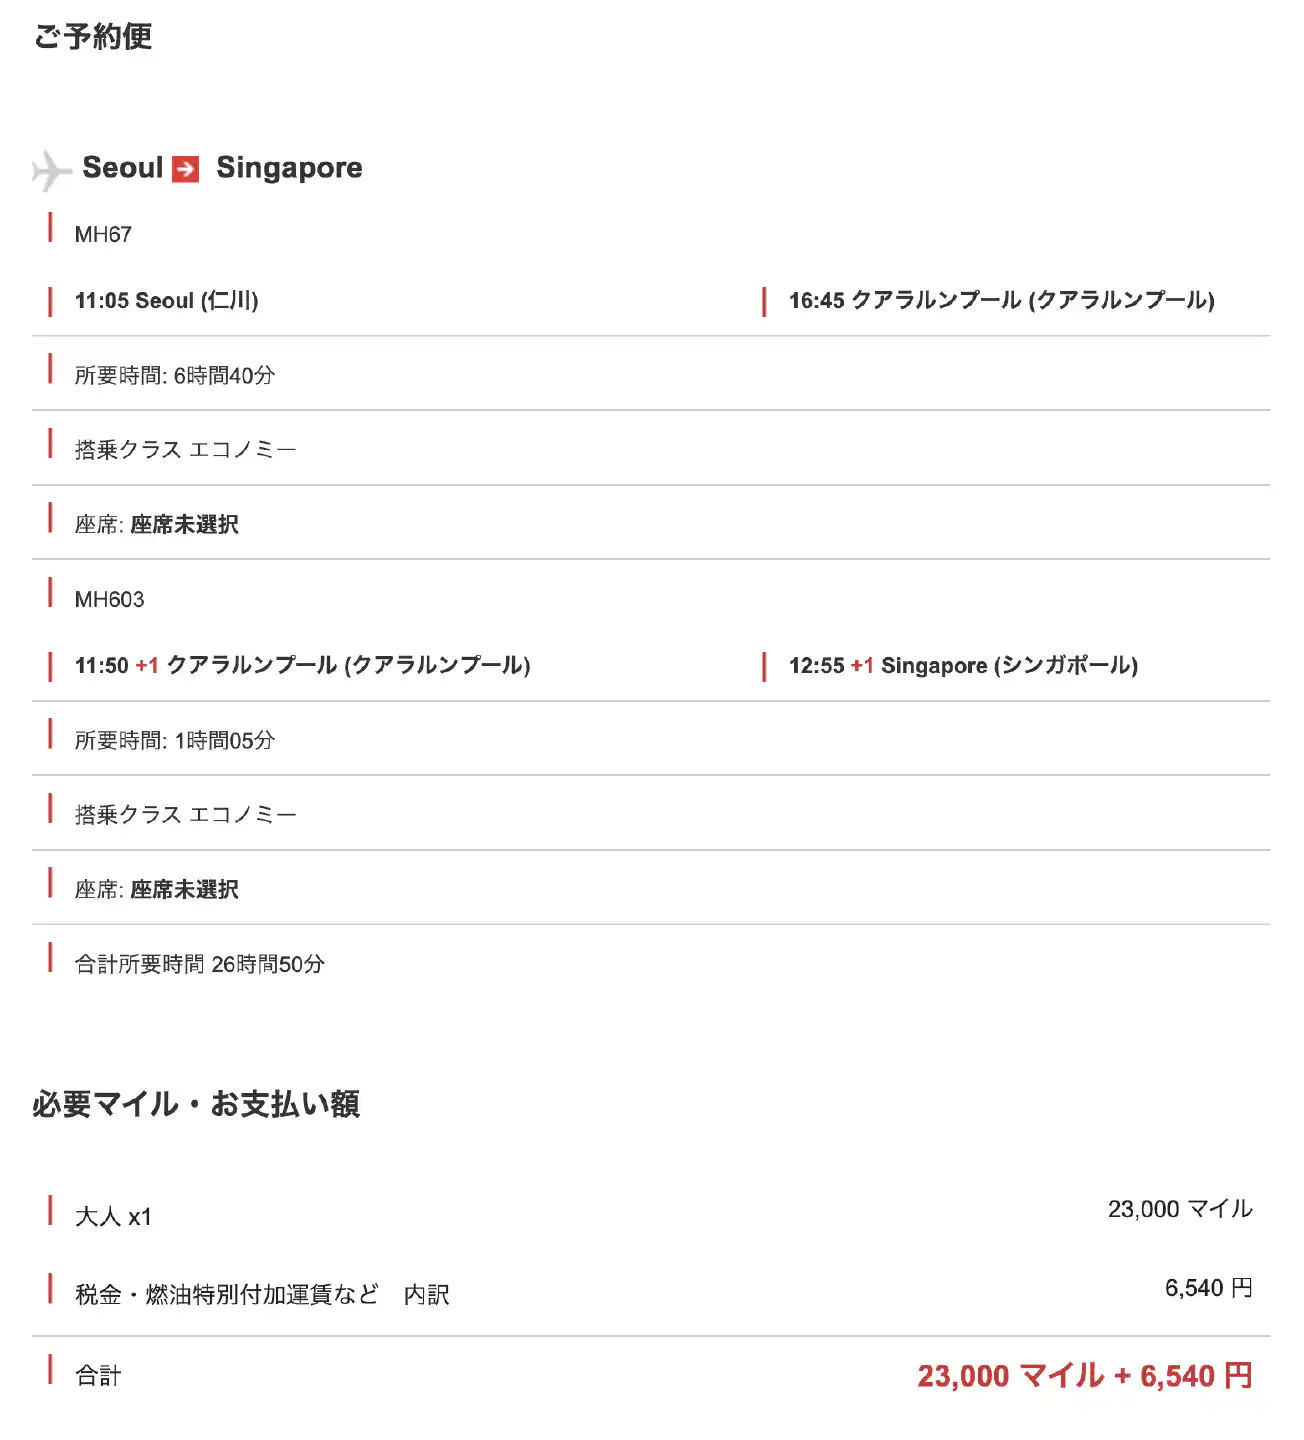 ご予約便
Seoul Singapore
MH67
11:05 Seoul (仁川) 16:45 クアラルンプール (クアラルンプール)
所要時間: 6時間40分
搭乗クラス エコノミー
座席: 座席未選択
MH603
11:50 +1 クアラルンプール (クアラルンプール) 12:55 +1 Singapore (シンガポール)
所要時間: 1時間05分
搭乗クラス エコノミー
座席: 座席未選択
合計所要時間 26時間50分
必要マイル・お支払い額
大人 x1 23,000 マイル
税金・燃油特別付加運賃など　内訳 6,540 円
合計 23,000 マイル + 6,540 円